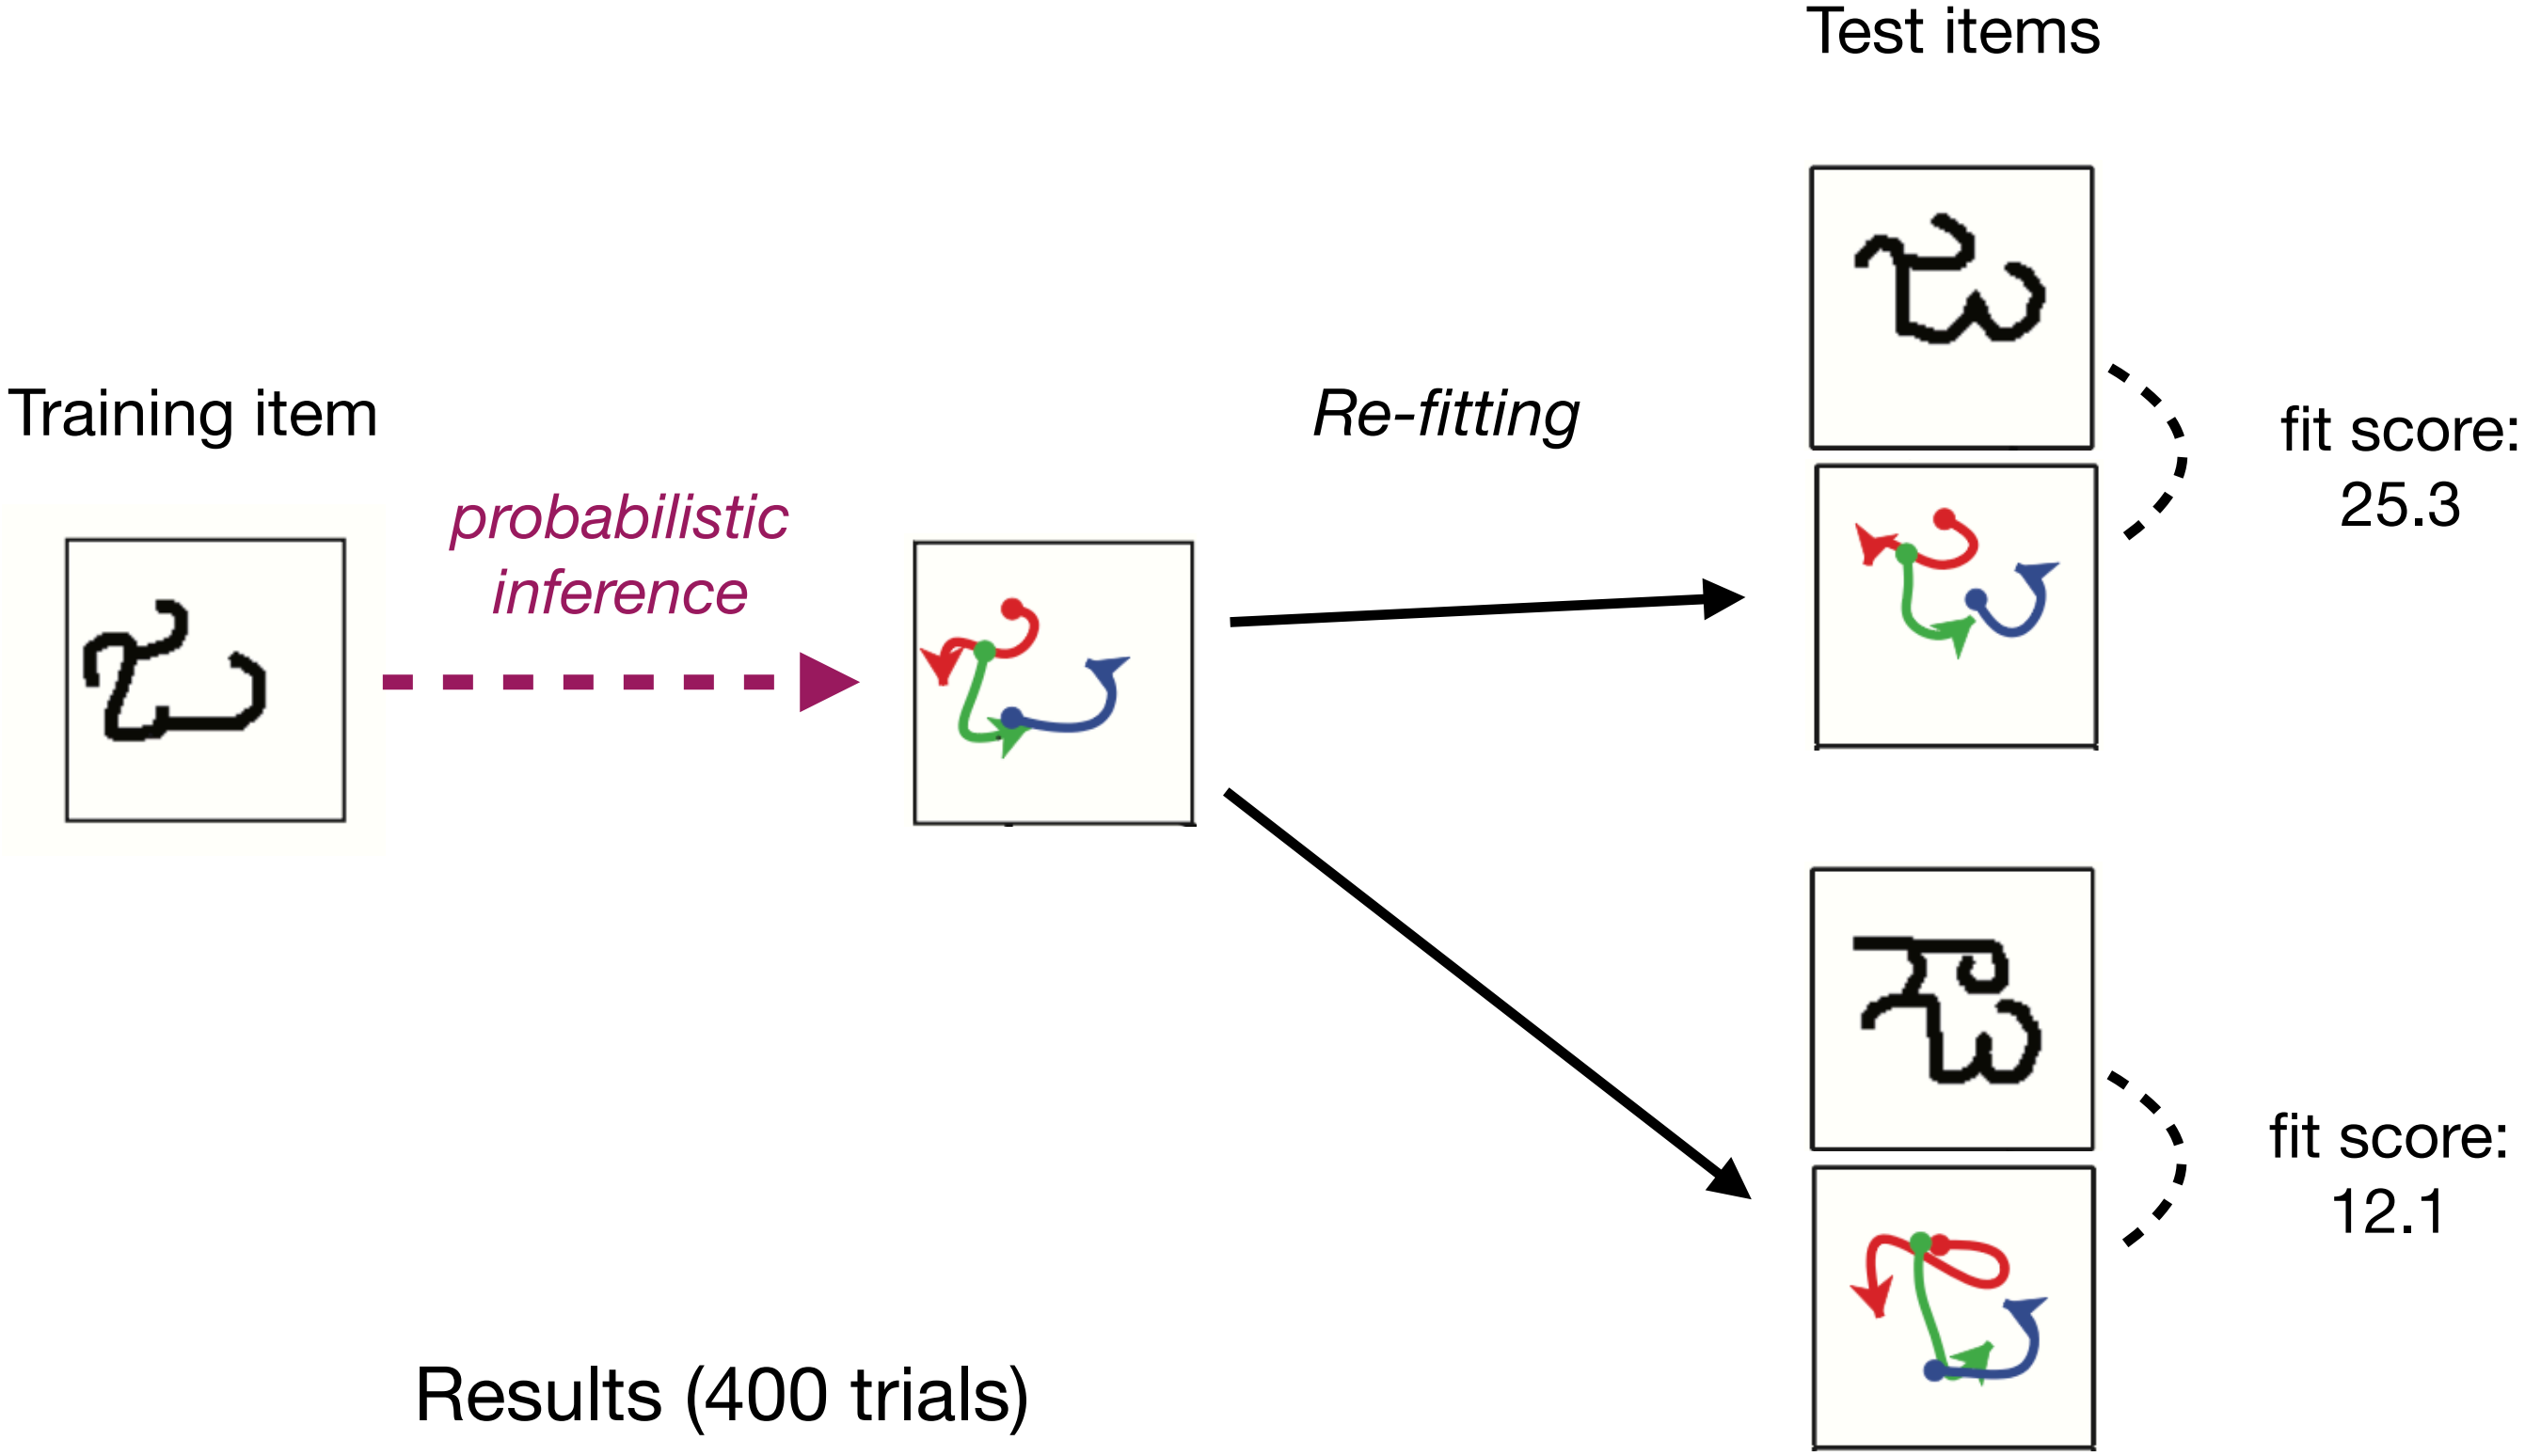 Test items
Training item
probabilistic
inference
Re-fitting
fit score:
25.3
fit score:
12.1
Results (400 trials)